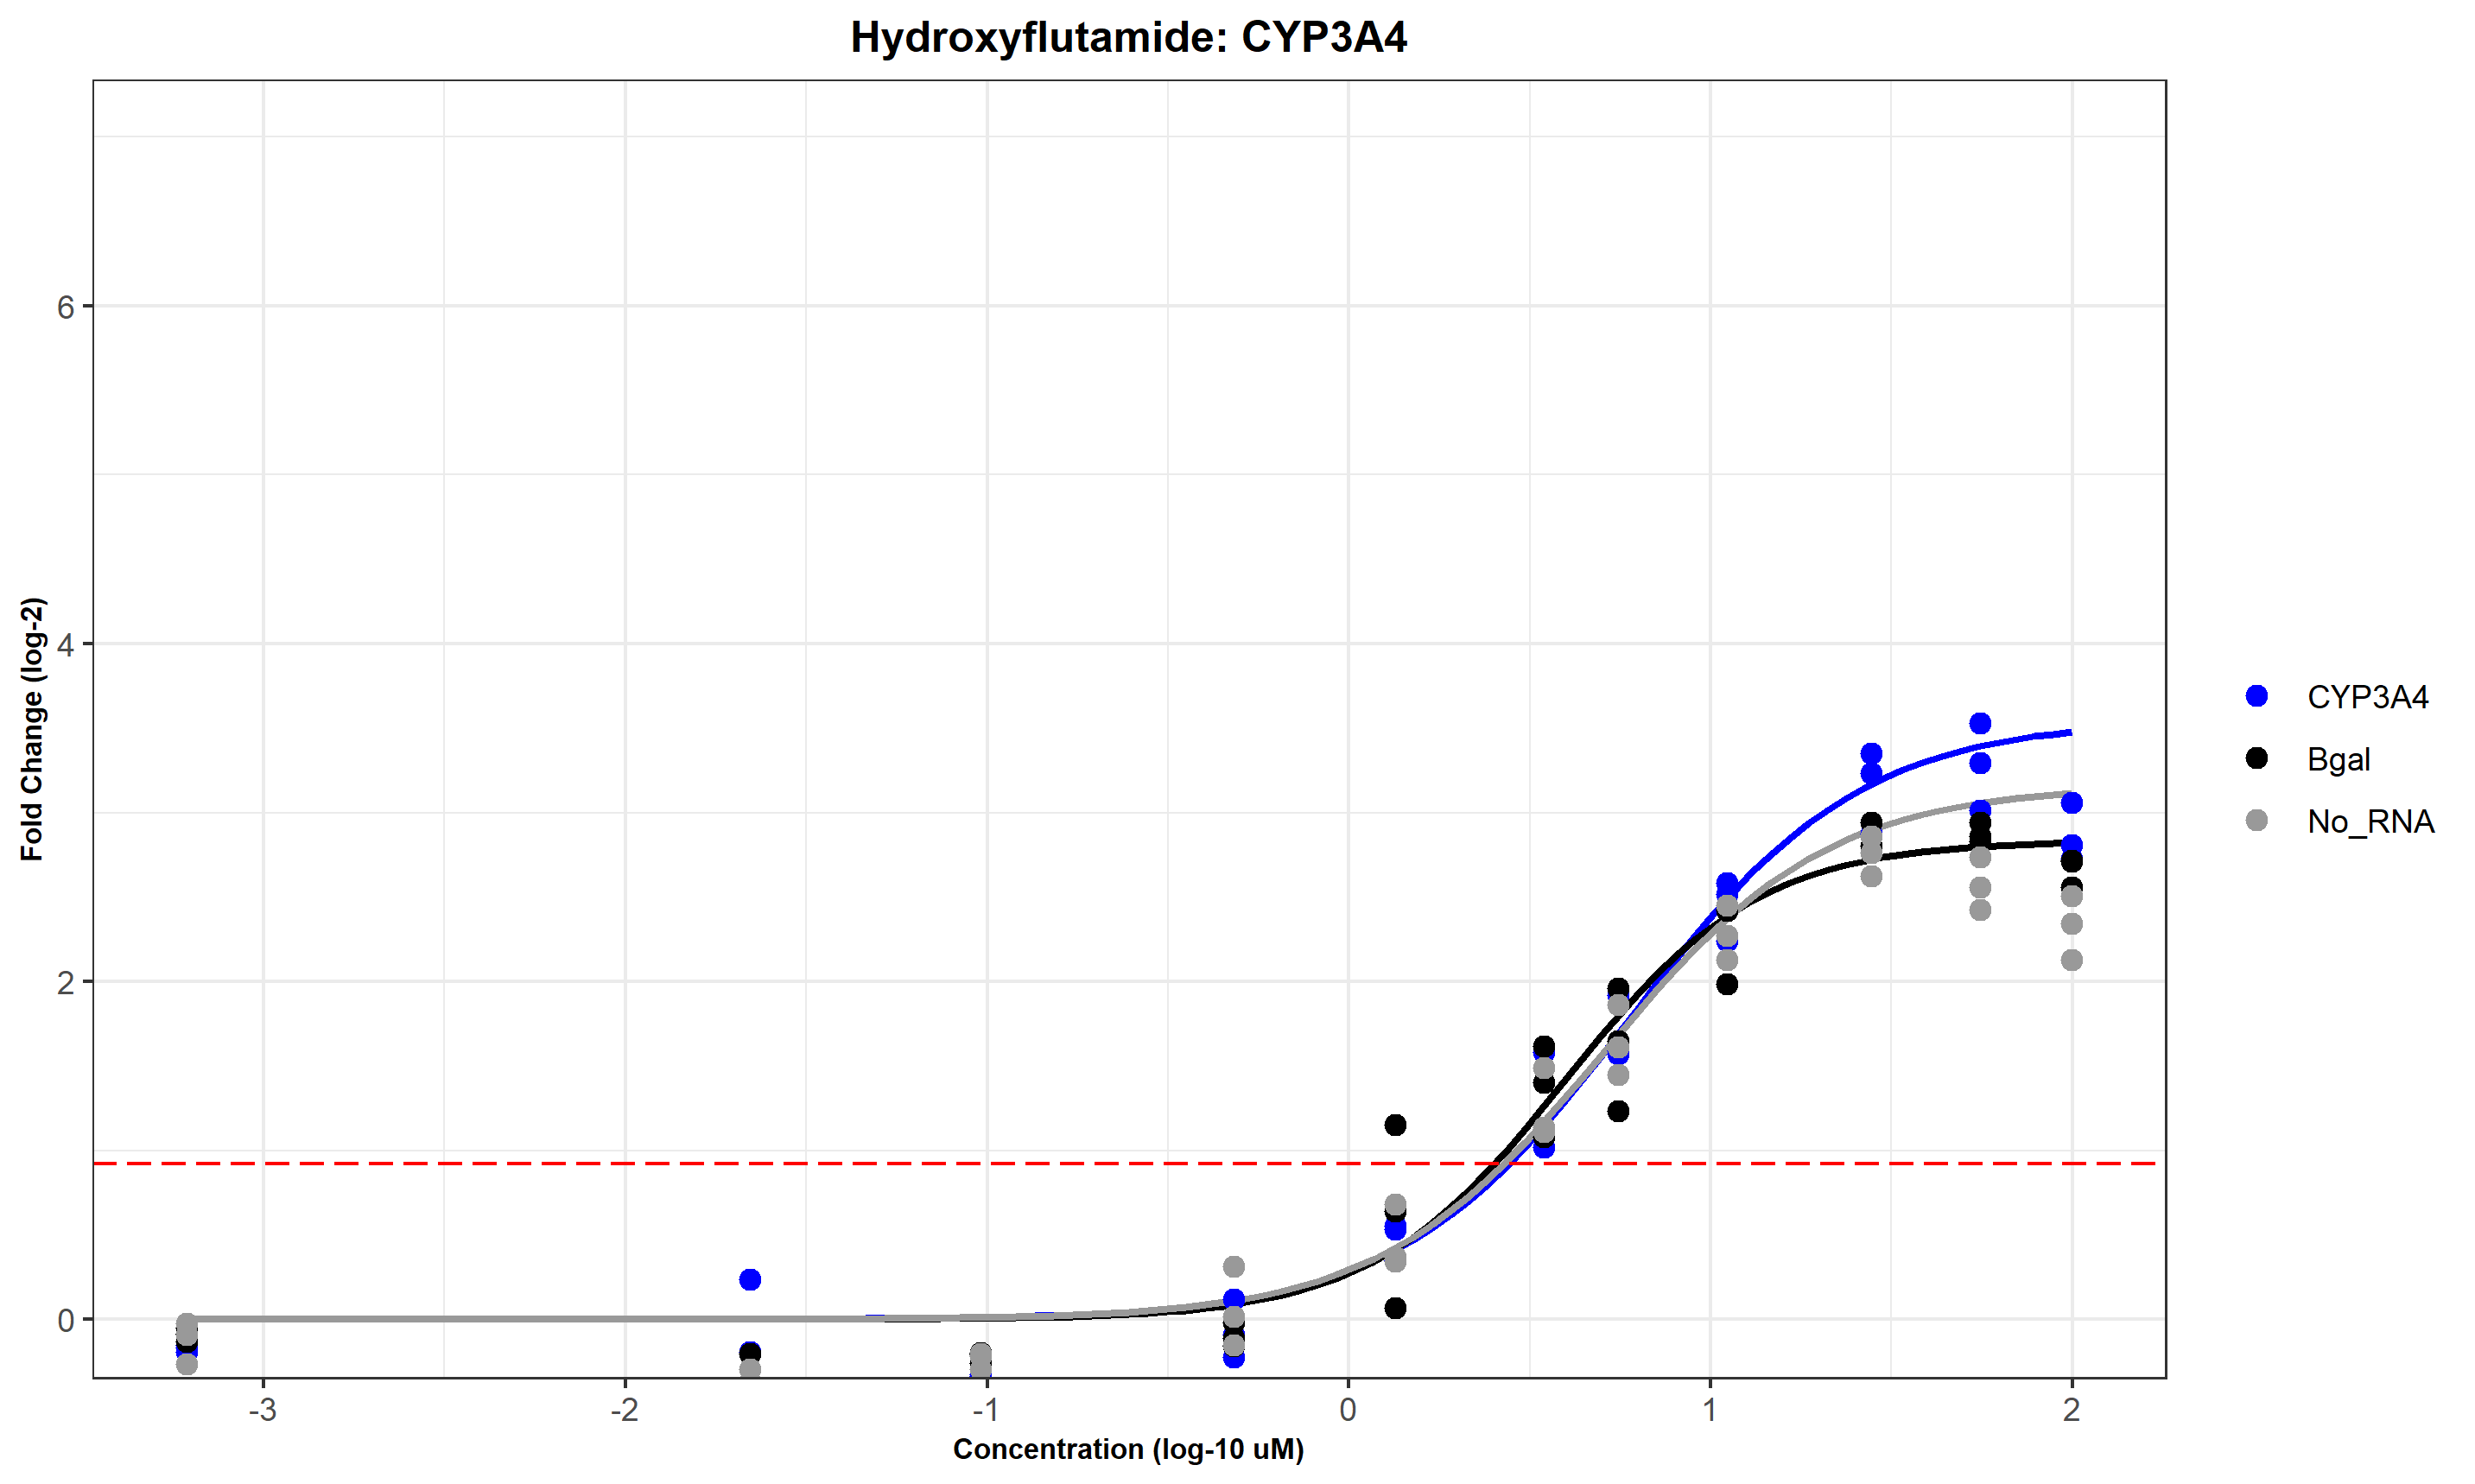 Hydroxyflutamide: CYP3A4
Fold Change (log-2)
6
4
2
0
-3
-2
-1
0
1
2
Concentration (log-10 uM)
CYP3A4
Bgal
No_RNA